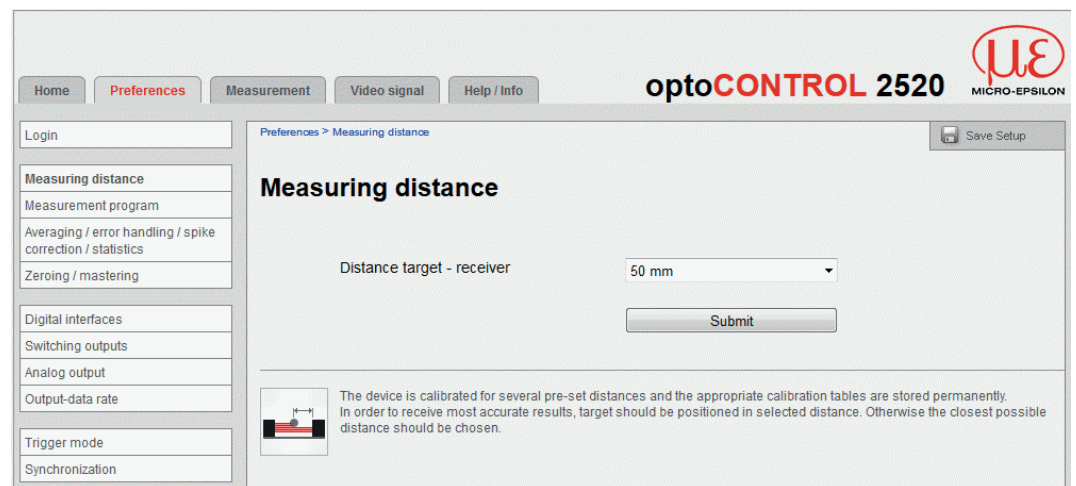 optoCONTROL 2520
με
MICRO-EPSILON
Home
Preferences
Measurement
Video signal
Help / Info
Login
Preferences > Measuring distance
Save Setup
Measuring distance
Measurement program
Averaging / error handling / spike
correction / statistics
Zeroing / mastering
Digital interfaces
Switching outputs
Analog output
Output-data rate
Trigger mode
Synchronization
Measuring distance
Distance target - receiver
50 mm
Submit
The device is calibrated for several pre-set distances and the appropriate calibration tables are stored permanently.
In order to receive most accurate results, target should be positioned in selected distance. Otherwise the closest possible
distance should be chosen.